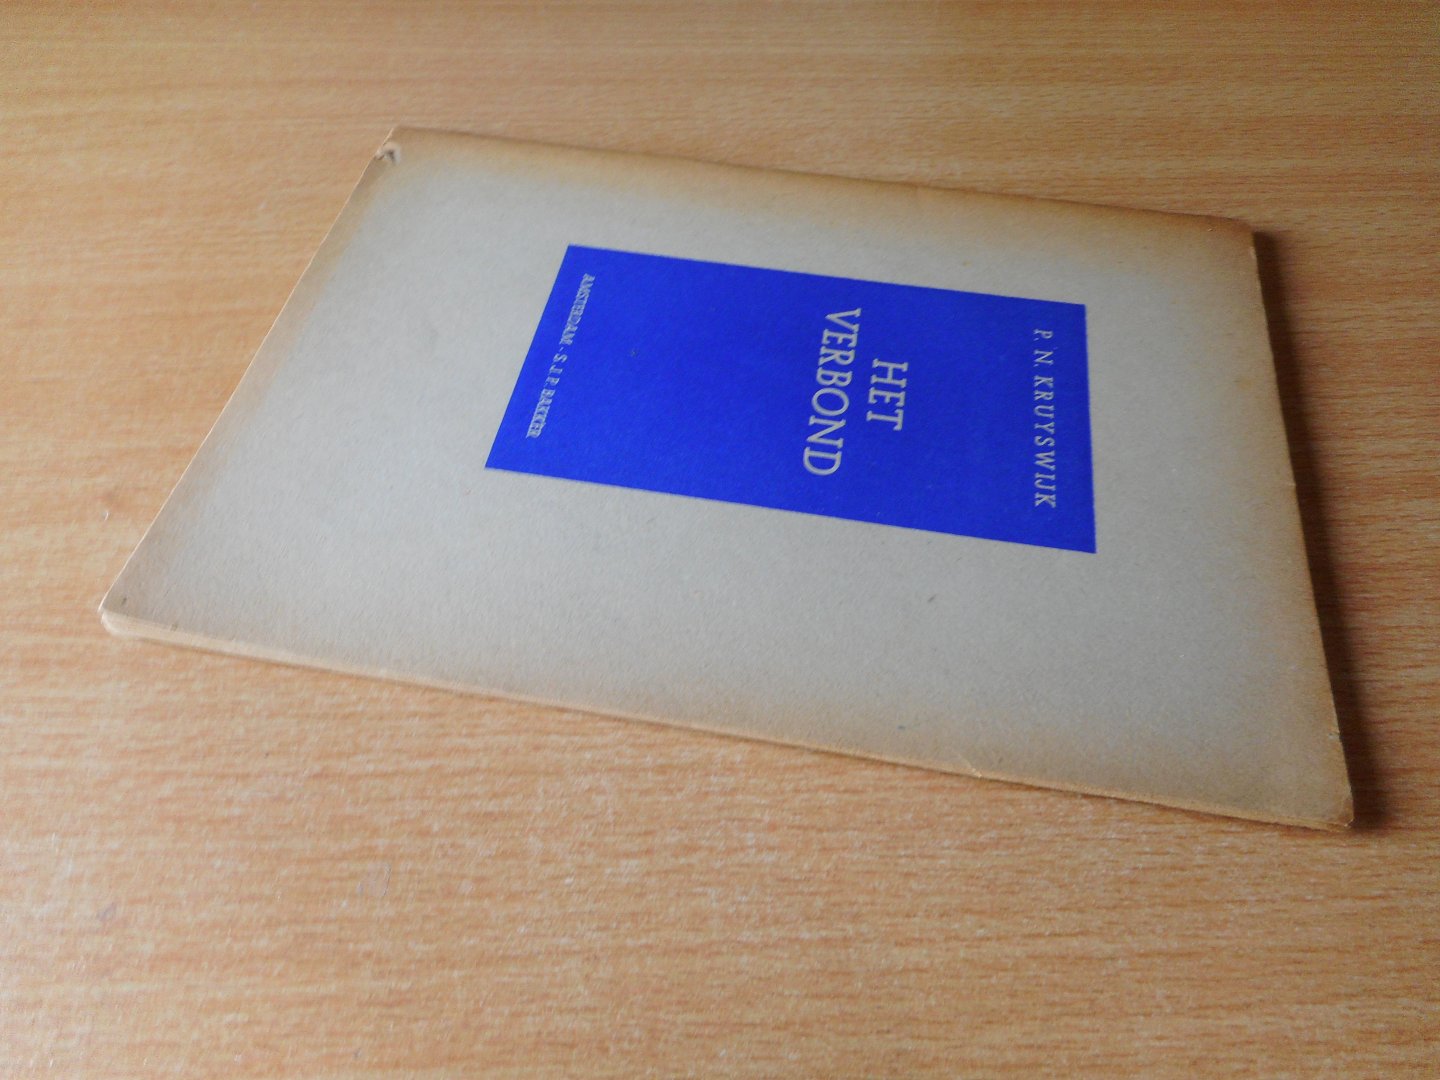 P. N. KRUYSWIJK
HET
VERBOND
AMSTERDAM - S. J. P. BAKKER